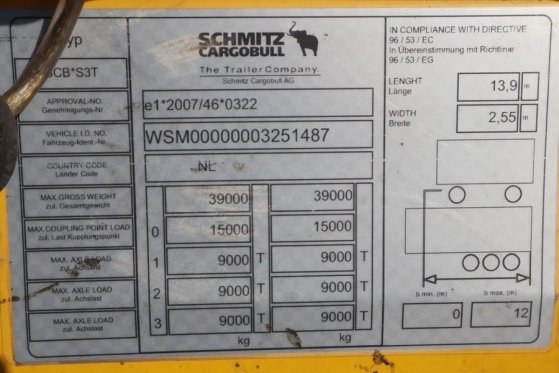 yp
SCHMITZ
CARGOBULL
The TrailerCompany.
Schmitz Cargobull AG
CB*S3T
APPROVAL-NO.
Genehmigungs-Nr.
e1*2007/46*0322
VEHICLE I.D. NO.
Fahrzeug-Ident.-Nr.
WSM00000003251487
COUNTRY CODE
Länder Code
NL
MAX.GROSS WEIGHT
zul. Gesamtgewicht
39000 39000
MAX.COUPLING POINT LOAD
zul. Last Kupplungspunkt
0 15000 15000
MAX. AXLE LOAD
zul. Achslast
1 9000 T 9000 T
MAX. AXLE LOAD
zul. Achslast
2 9000 T 9000 T
MAX. AXLE LOAD
zul. Achslast
3 9000 T 9000 T
kg kg
IN COMPLIANCE WITH DIRECTIVE
96 / 53 / EC
In Übereinstimmung mit Richtlinie
96 / 53 / EG
LENGHT
Länge
13,9 m
WIDTH
Breite
2,55 m
b min. (m) b max. (m)
0 12